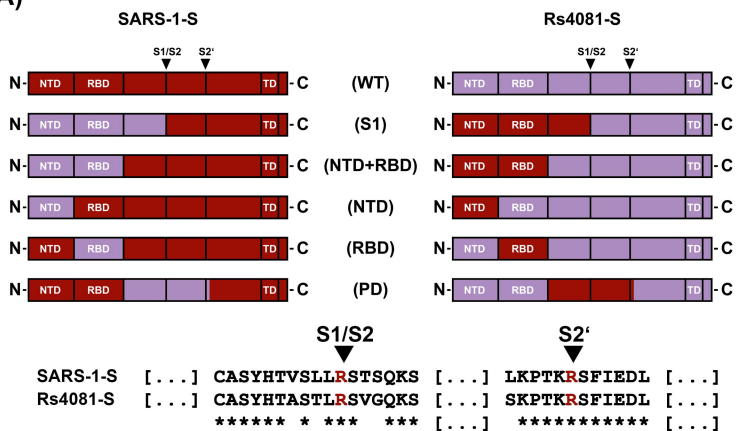 A)
SARS-1-S Rs4081-S
S1/S2 S2‘ S1/S2 S2‘
N- NTD RBD TD -C (WT) N- NTD RBD TD -C
N- NTD RBD TD -C (S1) N- NTD RBD TD -C
N- NTD RBD TD -C (NTD+RBD) N- NTD RBD TD -C
N- NTD RBD TD -C (NTD) N- NTD RBD TD -C
N- NTD RBD TD -C (RBD) N- NTD RBD TD -C
N- NTD RBD TD -C (PD) N- NTD RBD TD -C
S1/S2 S2‘
SARS-1-S [...] CASYHTVSLLRSTSQKS [...] LKPTKRSFIEDL [...]
Rs4081-S [...] CASYHTASTLRSVGQKS [...] SKPTKRSFIEDL [...]
****** * *** *** [...] *********** [...]